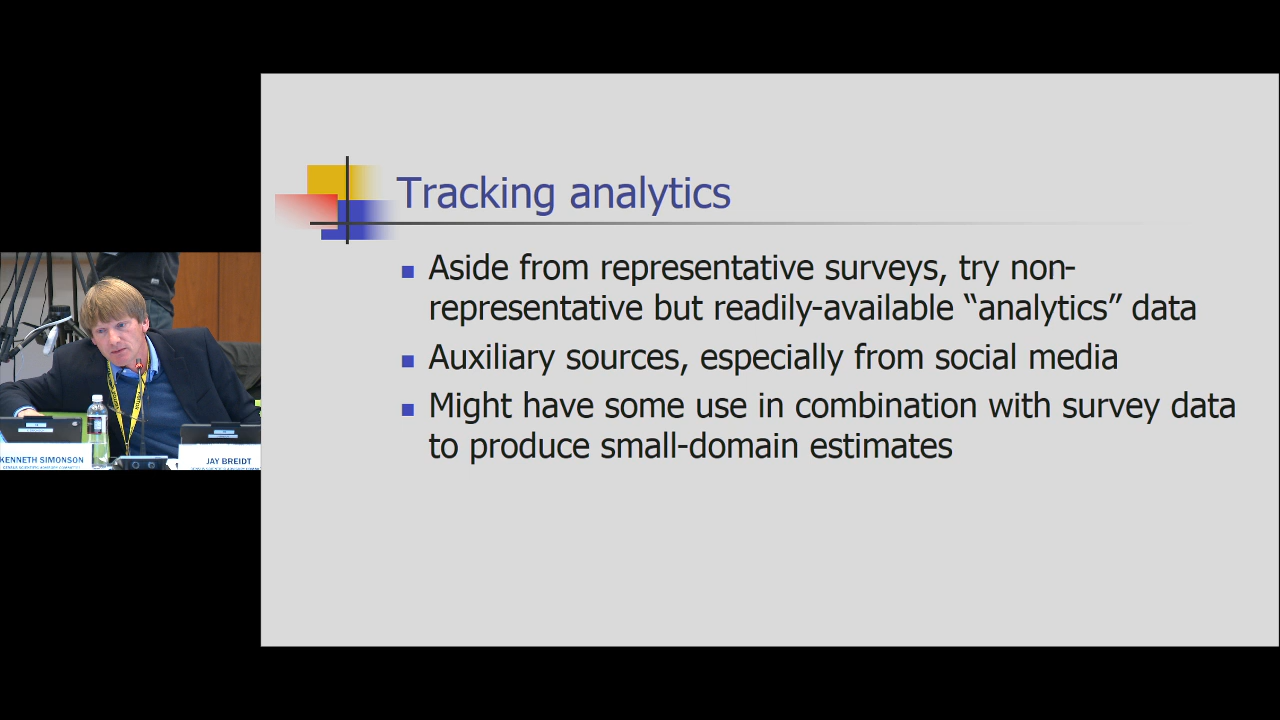 Tracking analytics
Aside from representative surveys, try non-
representative but readily-available “analytics” data
Auxiliary sources, especially from social media
Might have some use in combination with survey data
to produce small-domain estimates
KENNETH SIMONSON
JAY BREIDT